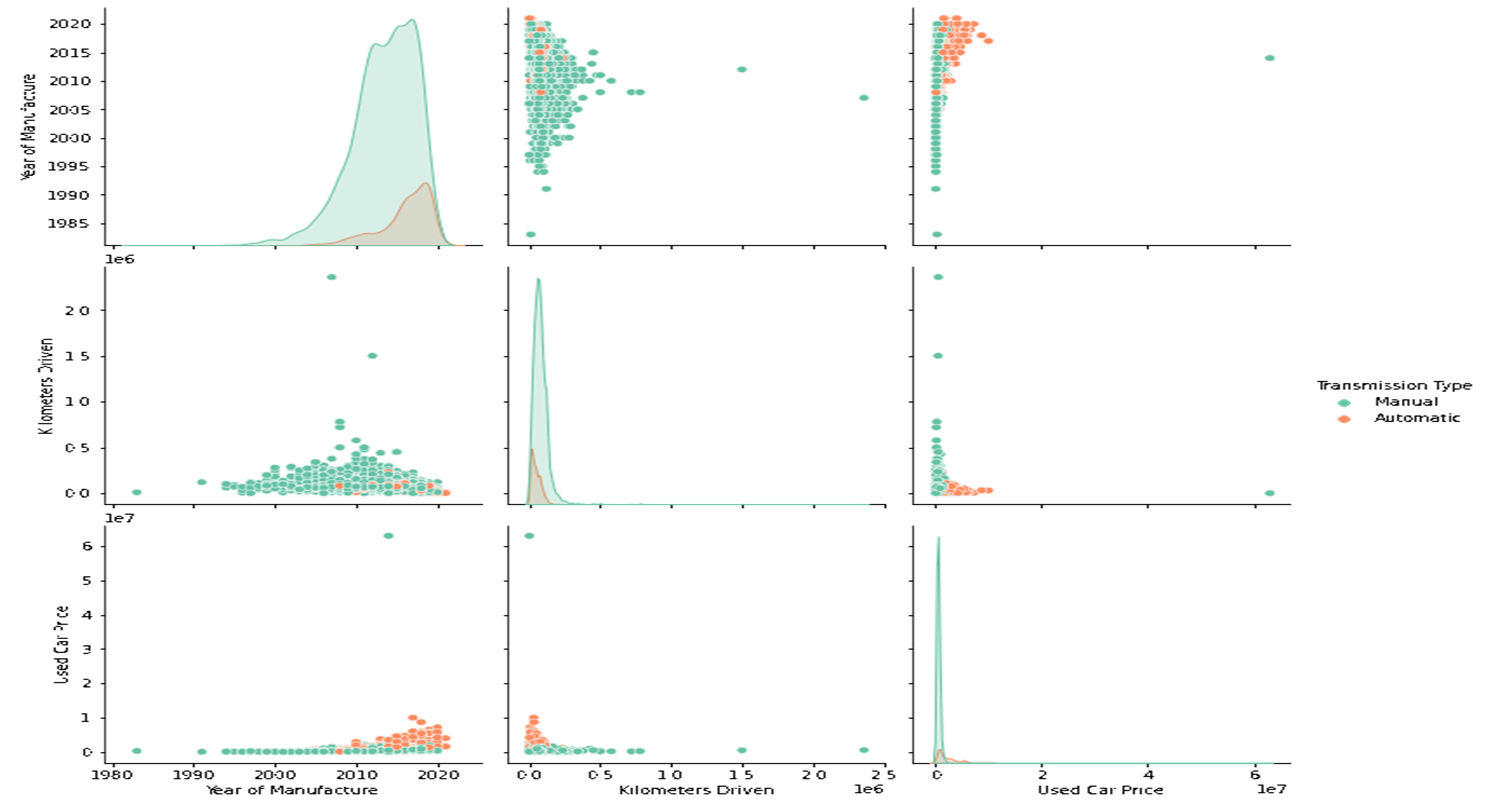 2020
2015
2010
2005
2000
1995
1990
1985
Year of Manufacture
1e6
2 0
1 5
1 0
0 5
0 0
Kilometers Driven
Transmission Type
Manual
Automatic
1e7
6
5
4
3
2
1
0
Used Car Price
1980 1990 2000 2010 2020
0 0 0 5 1 0 1 5 2 0 2 5
0 2 4 6
1e6
1e7
Year of Manufacture
Kilometers Driven
Used Car Price